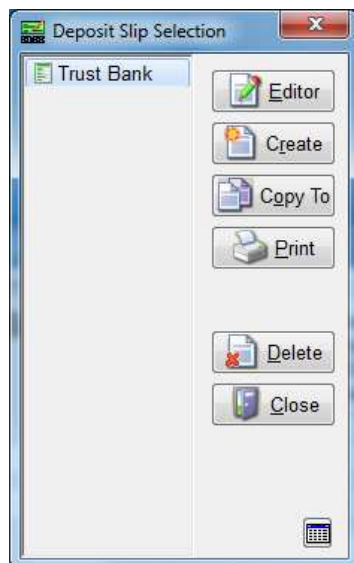 Deposit Slip Selection
Trust Bank
Editor
Create
Copy To
Print
Delete
Close